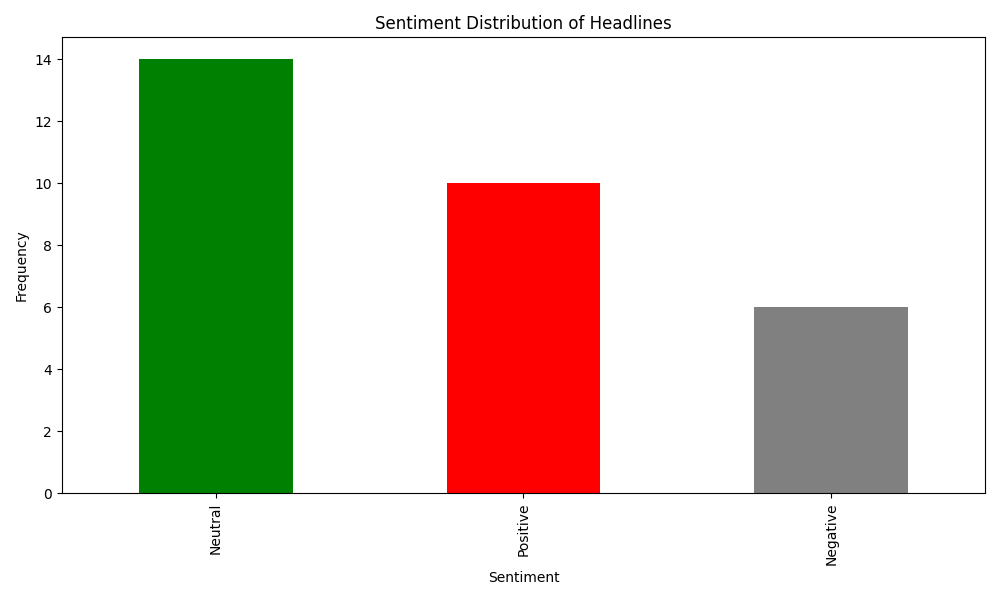 Sentiment Distribution of Headlines
Frequency
14
12
10
8
6
4
2
0
Neutral
Positive
Negative
Sentiment